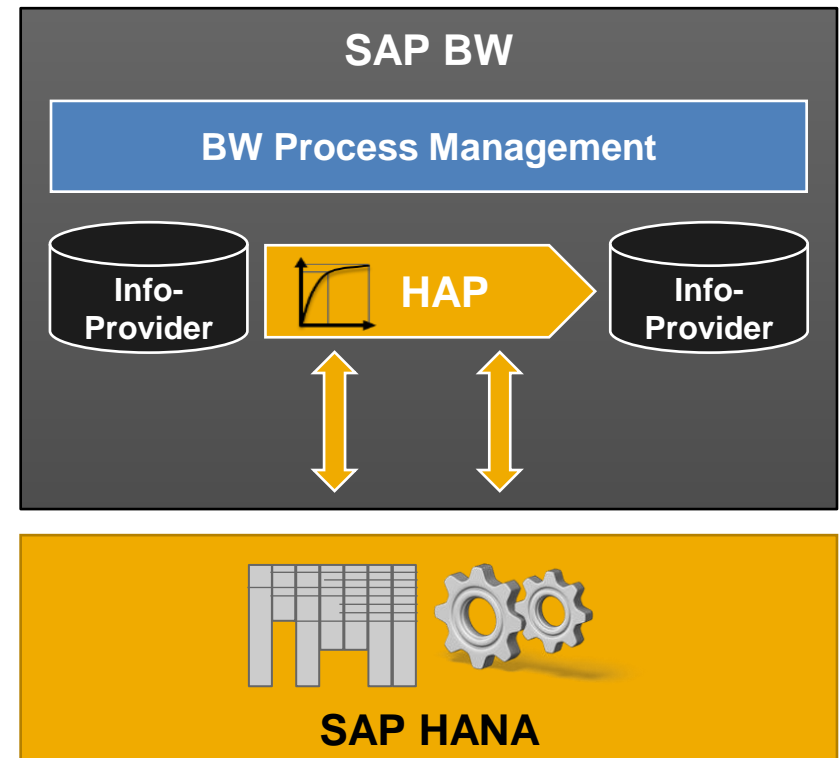 SAP BW
BW Process Management
Info-
Provider
HAP
Info-
Provider
SAP HANA